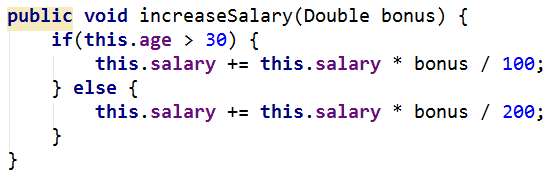 public void increaseSalary(Double bonus) {
    if(this.age > 30) {
        this.salary += this.salary * bonus / 100;
    } else {
        this.salary += this.salary * bonus / 200;
    }
}